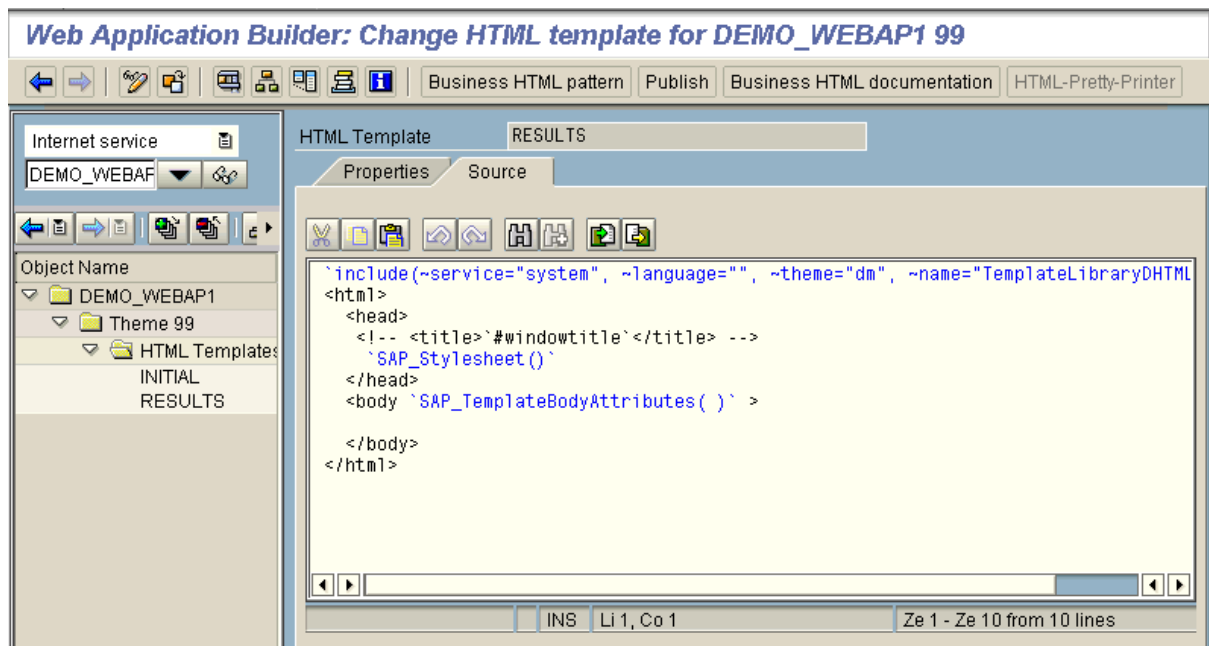 Web Application Builder: Change HTML template for DEMO_WEBAP1 99
Business HTML pattern Publish Business HTML documentation HTML-Pretty-Printer
Internet service
DEMO_WEBAF
Object Name
DEMO_WEBAP1
Theme 99
HTML Templates
INITIAL
RESULTS
HTML Template RESULTS
Properties Source
`include(~service="system", ~language="", ~theme="dm", ~name="TemplateLibraryDHTML
<html>
<head>
<!-- <title>`#windowtitle`</title> -->
`SAP_Stylesheet()`
</head>
<body `SAP_TemplateBodyAttributes( )` >
</body>
</html>
INS Li 1, Co 1 Ze 1 - Ze 10 from 10 lines